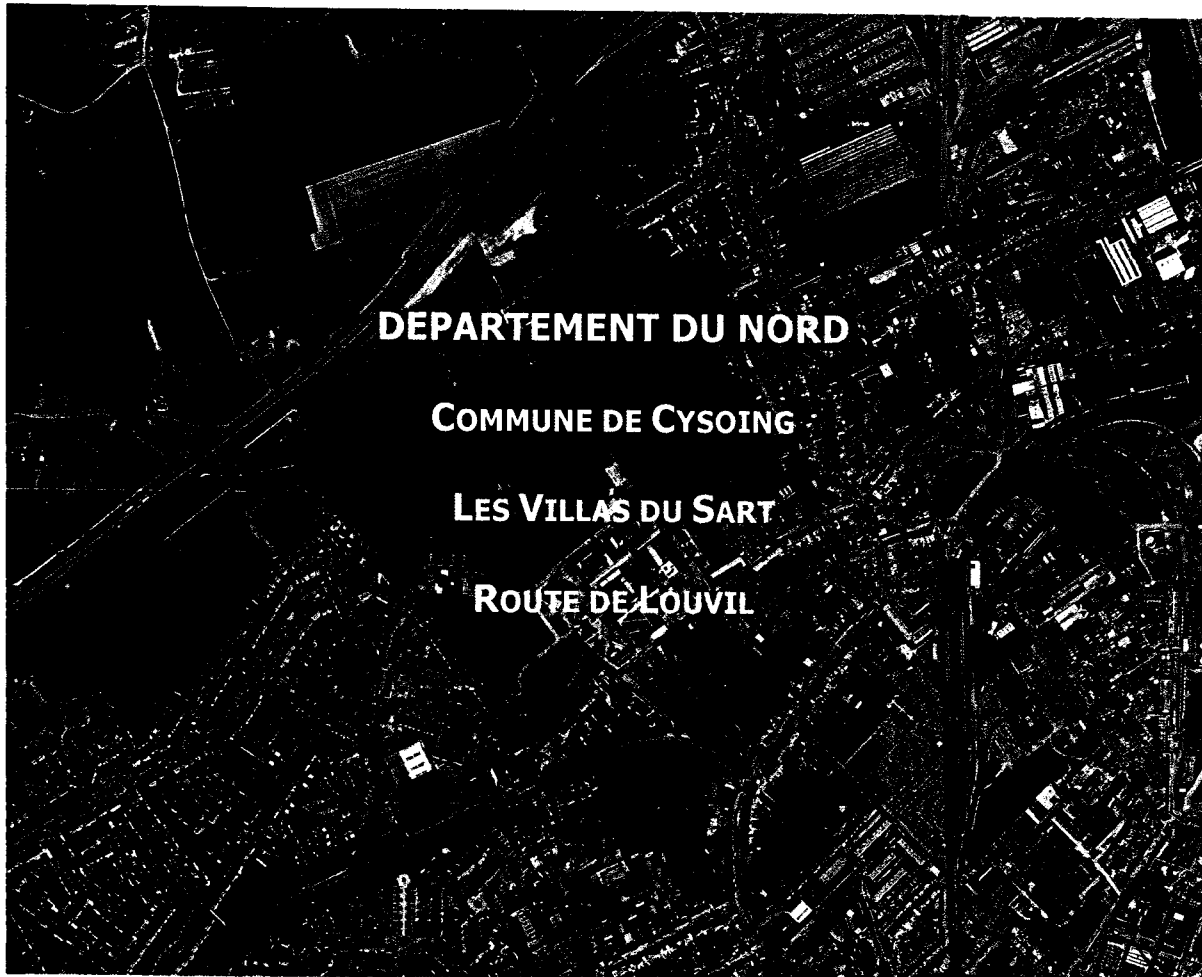 DEPARTEMENT DU NORD
COMMUNE DE CYSOING
LES VILLAS DU SART
ROUTE DE LOUVIL